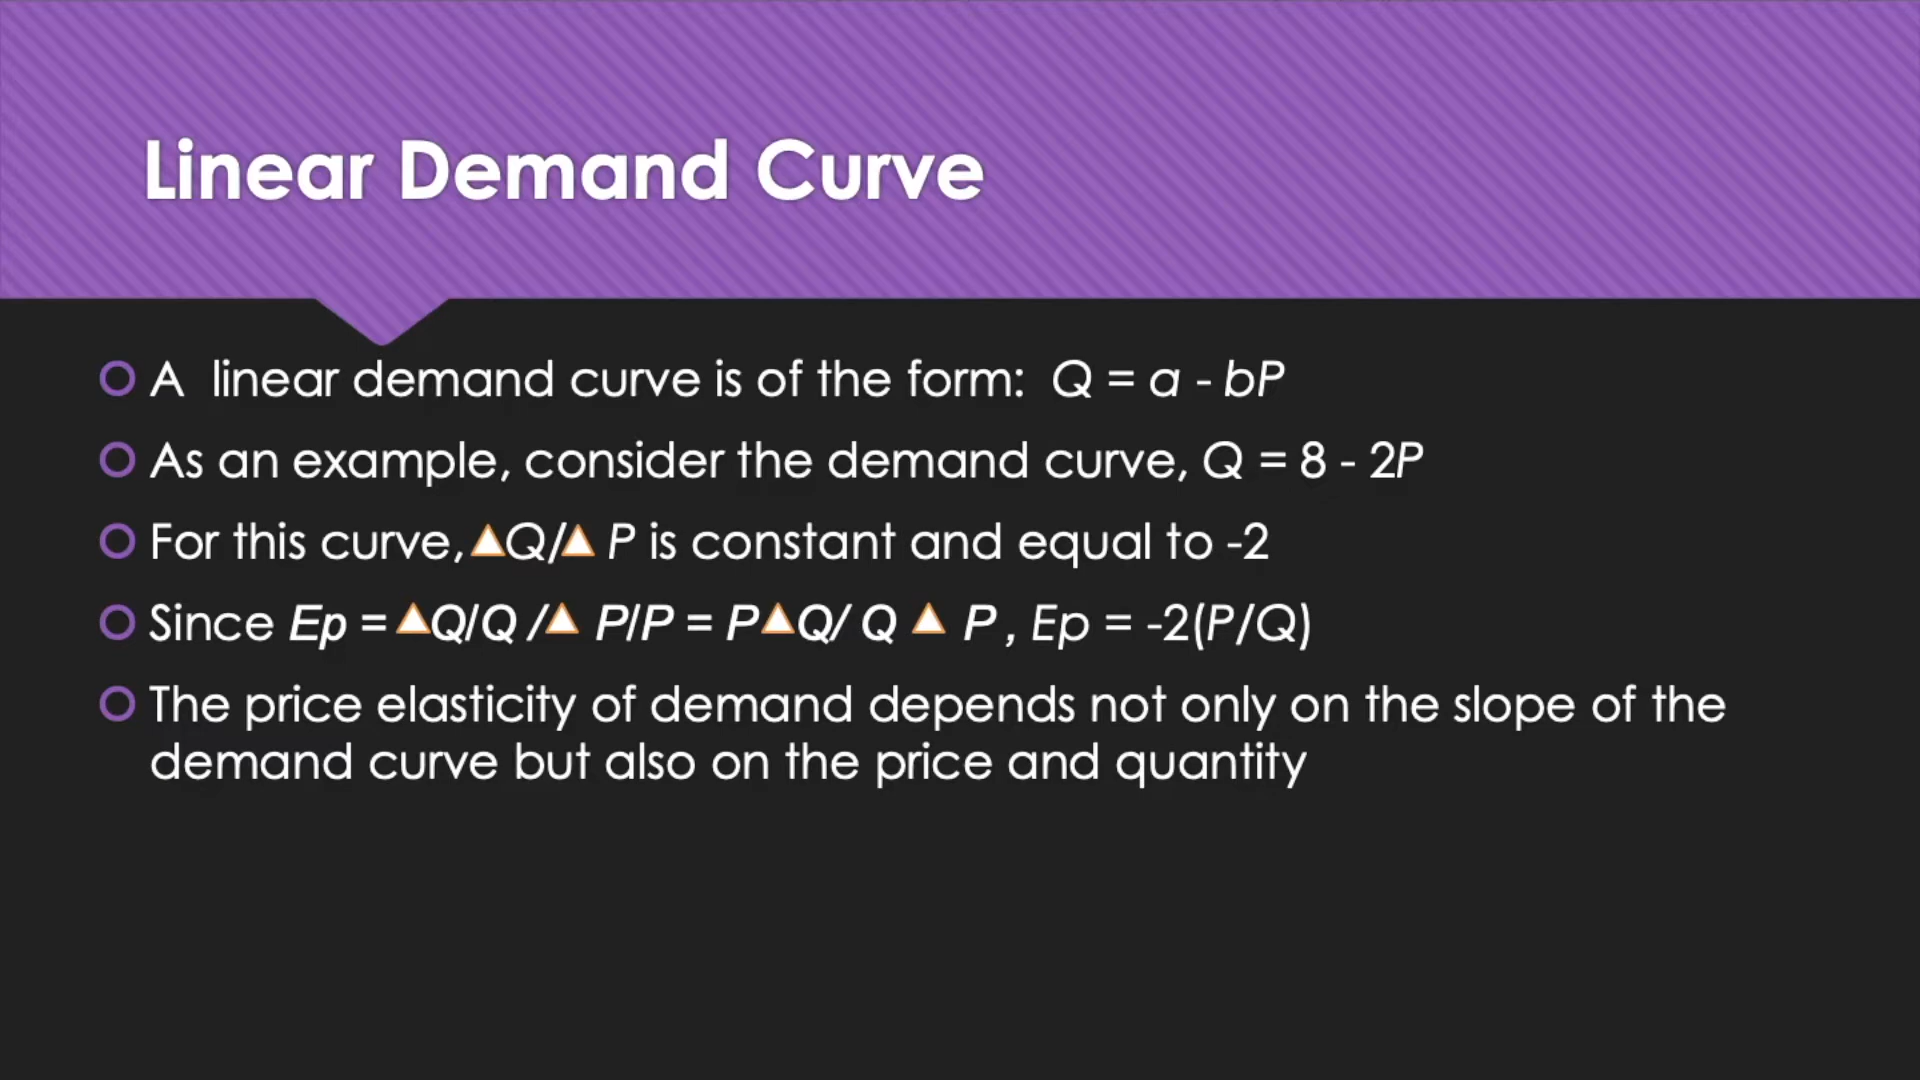 Linear Demand Curve
A  linear demand curve is of the form:  Q = a - bP
As an example, consider the demand curve, Q = 8 - 2P
For this curve,▲Q/▲ P is constant and equal to -2
Since Ep = ▲Q/Q /▲ P/P = P▲Q/ Q ▲ P , Ep = -2(P/Q)
The price elasticity of demand depends not only on the slope of the
demand curve but also on the price and quantity